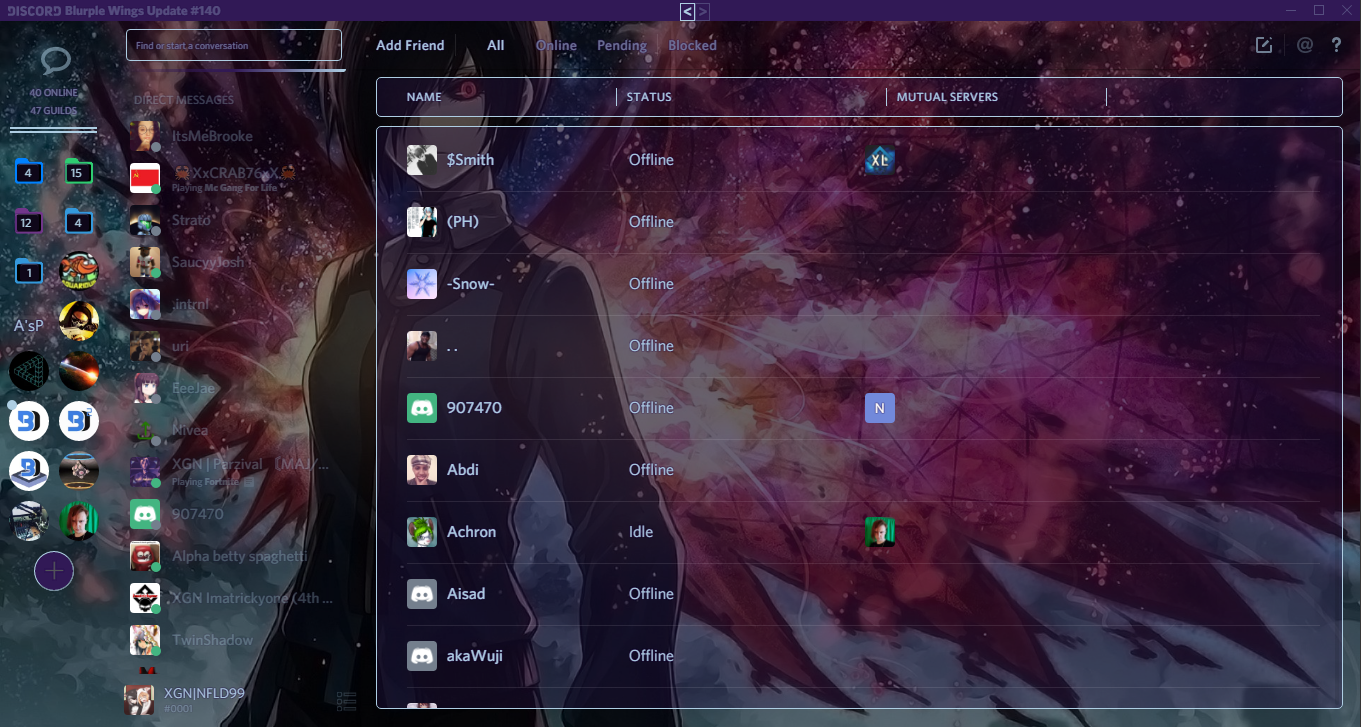 DISCORD Blurple Wings Update #140
< >
Find or start a conversation
Add Friend
All
Online
Pending
Blocked
@
?
40 ONLINE
47 GUILDS
DIRECT MESSAGES
NAME
STATUS
MUTUAL SERVERS
4
15
12
4
1
A'sP
ItsMeBrooke
XxCRAB76xX
Playing Mc Gang For Life
Strato
SaucyyJosh
.intrn!
uri
EeeJae
Nivea
XGN | Parzival 〔MAJ/...
Playing Fortnite
907470
Alpha betty spaghetti
XGN Imatrickyone (4th ...
TwinShadow
XGN|NFLD99
#0001
$Smith Offline XL
(PH) Offline
-Snow- Offline
. . Offline
907470 Offline N
Abdi Offline
Achron Idle
Aisad Offline
akaWuji Offline